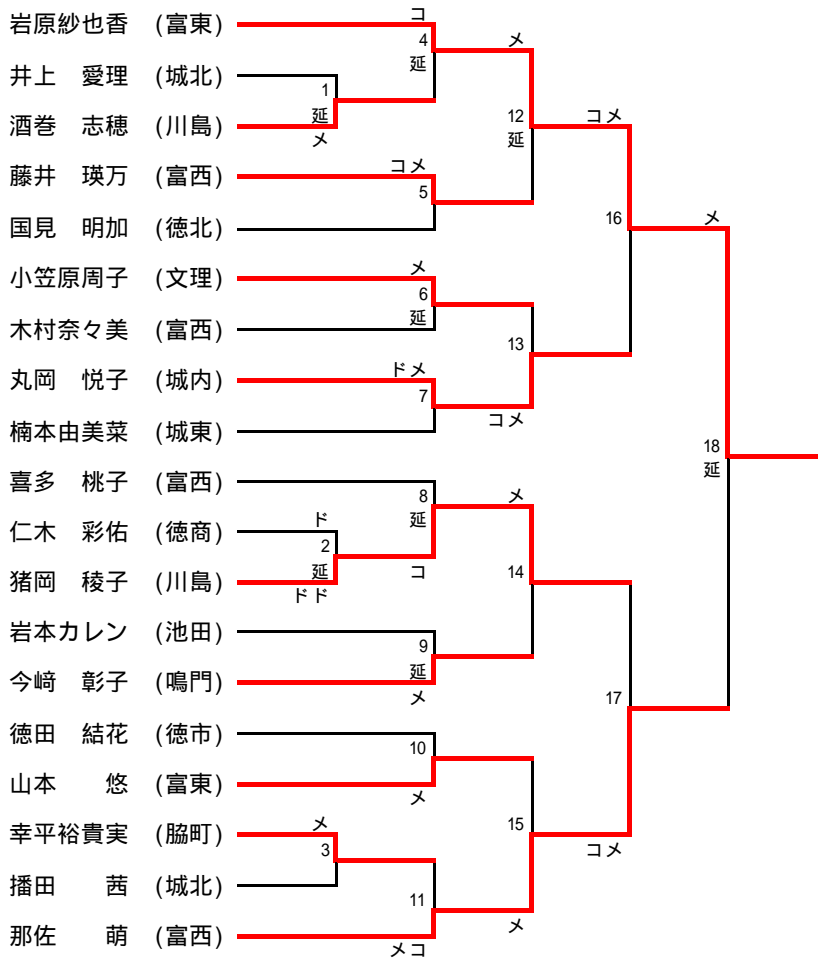 岩原紗也香 (富東)
コ
4
延
メ
井上 愛理 (城北)
1
延
メ
酒巻 志穂 (川島)
12
延
コメ
藤井 瑛万 (富西)
コメ
5
国見 明加 (徳北)
16
メ
小笠原周子 (文理)
メ
6
延
木村奈々美 (富西)
13
丸岡 悦子 (城内)
ドメ
7
コメ
楠本由美菜 (城東)
18
延
喜多 桃子 (富西)
8
延
メ
仁木 彩佑 (徳商)
ド
2
延
ドド
コ
猪岡 稜子 (川島)
14
岩本カレン (池田)
9
延
メ
今﨑 彰子 (鳴門)
17
徳田 結花 (徳市)
10
メ
山本 悠 (富東)
15
コメ
幸平裕貴実 (脇町)
メ
3
播田 茜 (城北)
11
メコ
メ
那佐 萌 (富西)